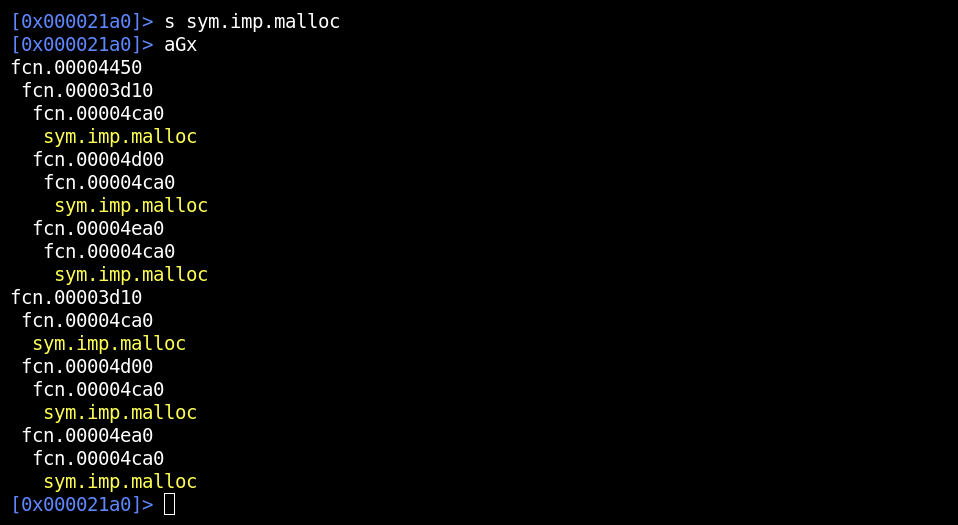 [0x000021a0]> s sym.imp.malloc
[0x000021a0]> aGx
fcn.00004450
 fcn.00003d10
  fcn.00004ca0
   sym.imp.malloc
  fcn.00004d00
   fcn.00004ca0
    sym.imp.malloc
  fcn.00004ea0
   fcn.00004ca0
    sym.imp.malloc
fcn.00003d10
 fcn.00004ca0
  sym.imp.malloc
 fcn.00004d00
  fcn.00004ca0
   sym.imp.malloc
 fcn.00004ea0
  fcn.00004ca0
   sym.imp.malloc
[0x000021a0]>